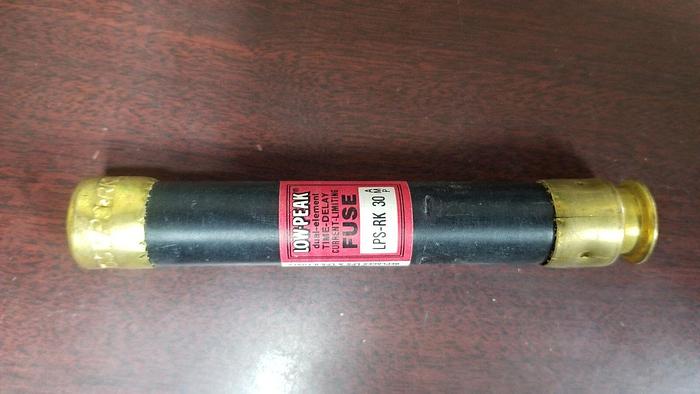 LOW-PEAK®
dual-element
TIME-DELAY
CURRENT-LIMITING
FUSE
LPS-RK 30 AMP